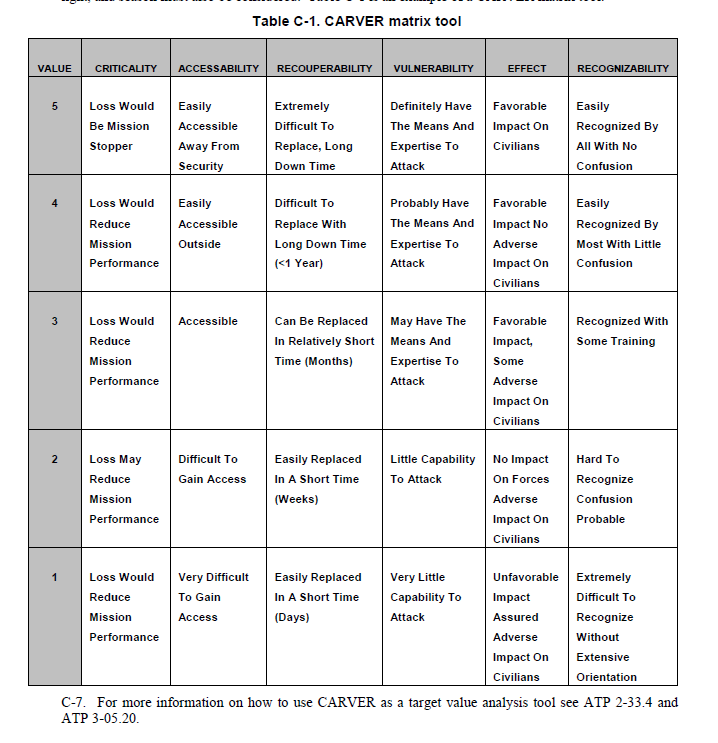 Table C-1. CARVER matrix tool
VALUE
CRITICALITY
ACCESSABILITY
RECOUPERABILITY
VULNERABILITY
EFFECT
RECOGNIZABILITY
5
Loss Would
Be Mission
Stopper
Easily
Accessible
Away From
Security
Extremely
Difficult To
Replace, Long
Down Time
Definitely Have
The Means And
Expertise To
Attack
Favorable
Impact On
Civilians
Easily
Recognized By
All With No
Confusion
4
Loss Would
Reduce
Mission
Performance
Easily
Accessible
Outside
Difficult To
Replace With
Long Down Time
(<1 Year)
Probably Have
The Means And
Expertise To
Attack
Favorable
Impact No
Adverse
Impact On
Civilians
Easily
Recognized By
Most With Little
Confusion
3
Loss Would
Reduce
Mission
Performance
Accessible
Can Be Replaced
In Relatively Short
Time (Months)
May Have The
Means And
Expertise To
Attack
Favorable
Impact,
Some
Adverse
Impact On
Civilians
Recognized With
Some Training
2
Loss May
Reduce
Mission
Performance
Difficult To
Gain Access
Easily Replaced
In A Short Time
(Weeks)
Little Capability
To Attack
No Impact
On Forces
Adverse
Impact On
Civilians
Hard To
Recognize
Confusion
Probable
1
Loss Would
Reduce
Mission
Performance
Very Difficult
To Gain
Access
Easily Replaced
In A Short Time
(Days)
Very Little
Capability To
Attack
Unfavorable
Impact
Assured
Adverse
Impact On
Civilians
Extremely
Difficult To
Recognize
Without
Extensive
Orientation
C-7. For more information on how to use CARVER as a target value analysis tool see ATP 2-33.4 and
ATP 3-05.20.